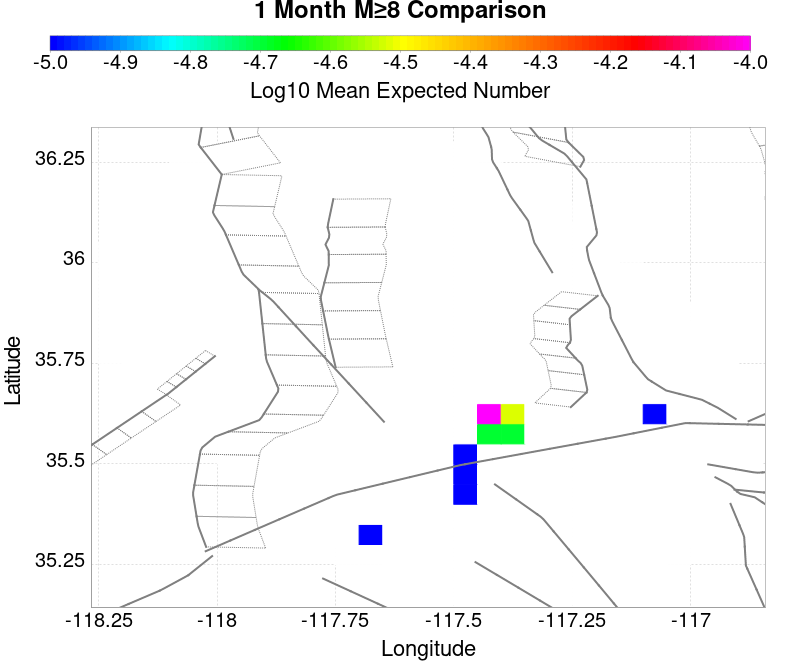 1 Month M≥8 Comparison
-5.0 -4.9 -4.8 -4.7 -4.6 -4.5 -4.4 -4.3 -4.2 -4.1 -4.0
Log10 Mean Expected Number
36.25
36
35.75
35.5
35.25
Latitude
-118.25 -118 -117.75 -117.5 -117.25 -117
Longitude